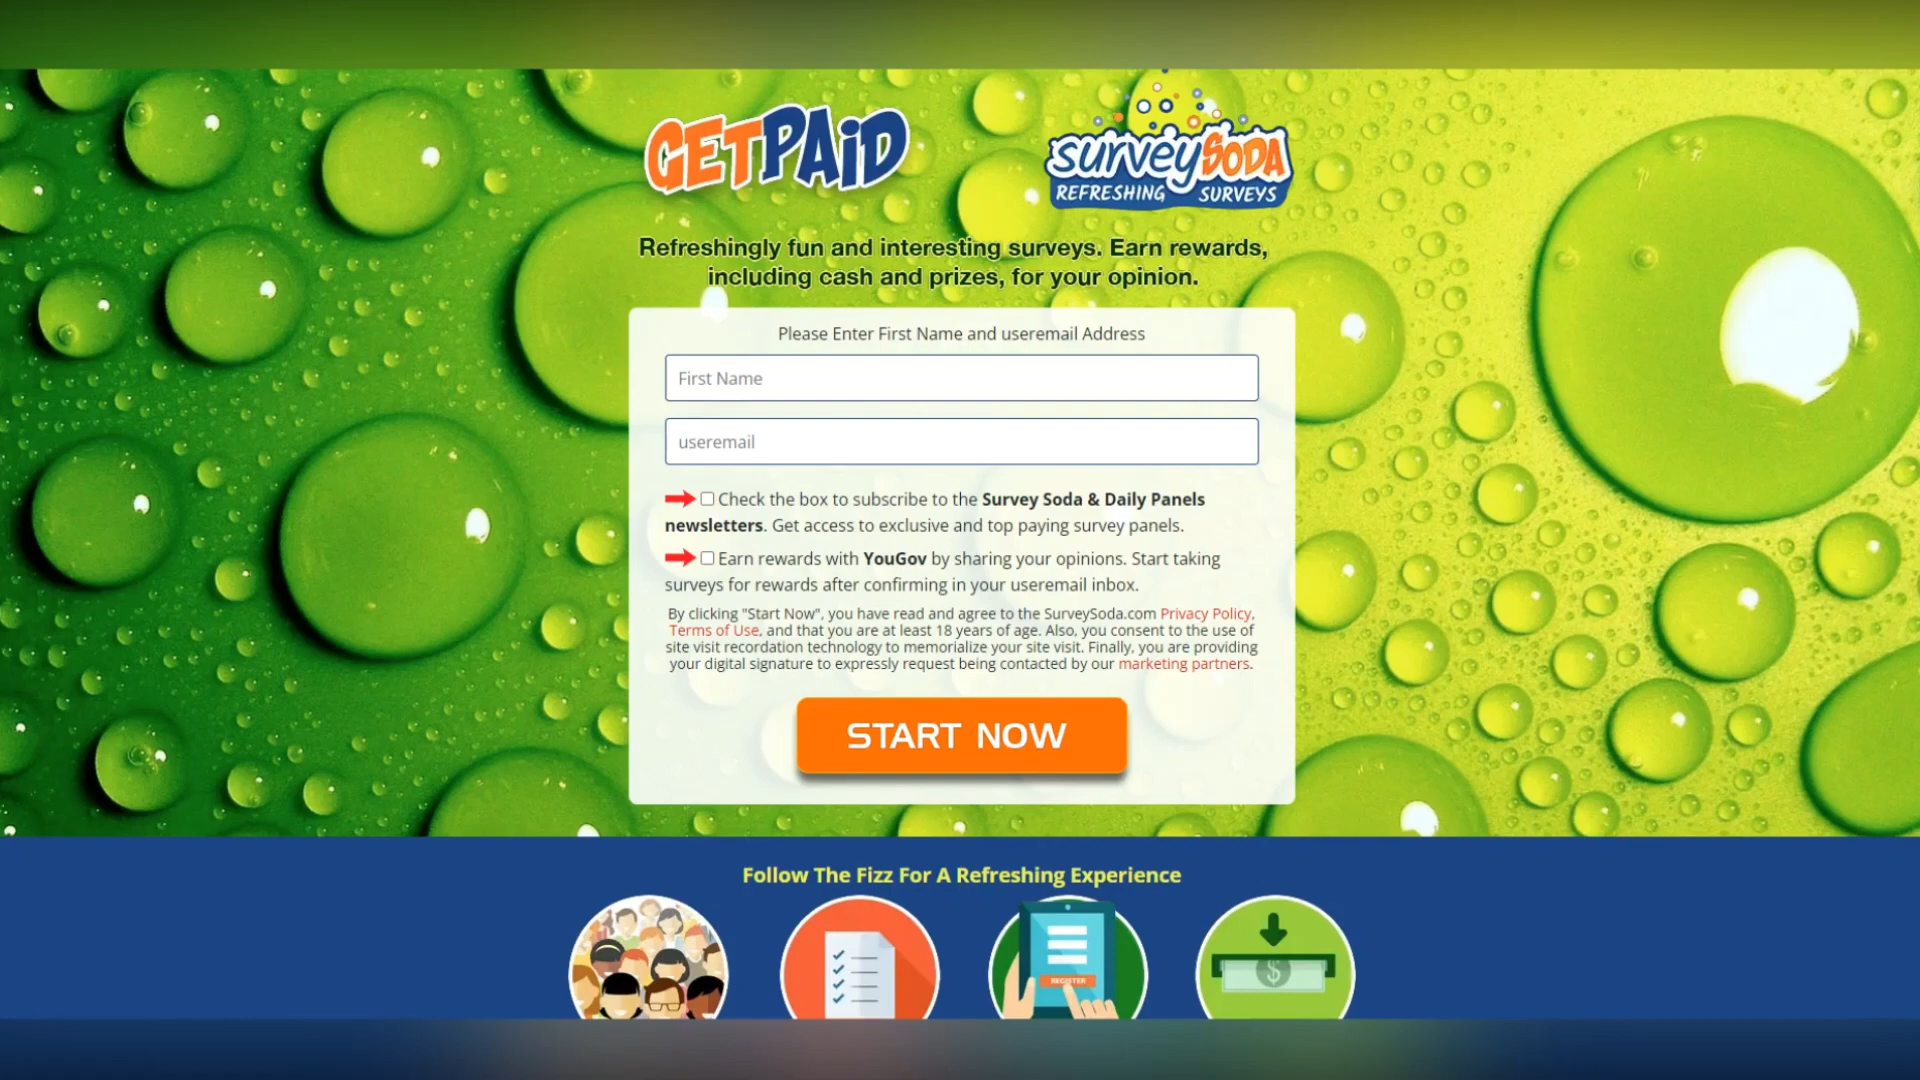 GETPAiD
surveySODA
REFRESHING SURVEYS
Refreshingly fun and interesting surveys. Earn rewards,
including cash and prizes, for your opinion.
Please Enter First Name and useremail Address
First Name
useremail
Check the box to subscribe to the Survey Soda & Daily Panels
newsletters. Get access to exclusive and top paying survey panels.
Earn rewards with YouGov by sharing your opinions. Start taking
surveys for rewards after confirming in your useremail inbox.
By clicking "Start Now", you have read and agree to the SurveySoda.com Privacy Policy,
Terms of Use, and that you are at least 18 years of age. Also, you consent to the use of
site visit recordation technology to memorialize your site visit. Finally, you are providing
your digital signature to expressly request being contacted by our marketing partners.
START NOW
Follow The Fizz For A Refreshing Experience
REGISTER
$